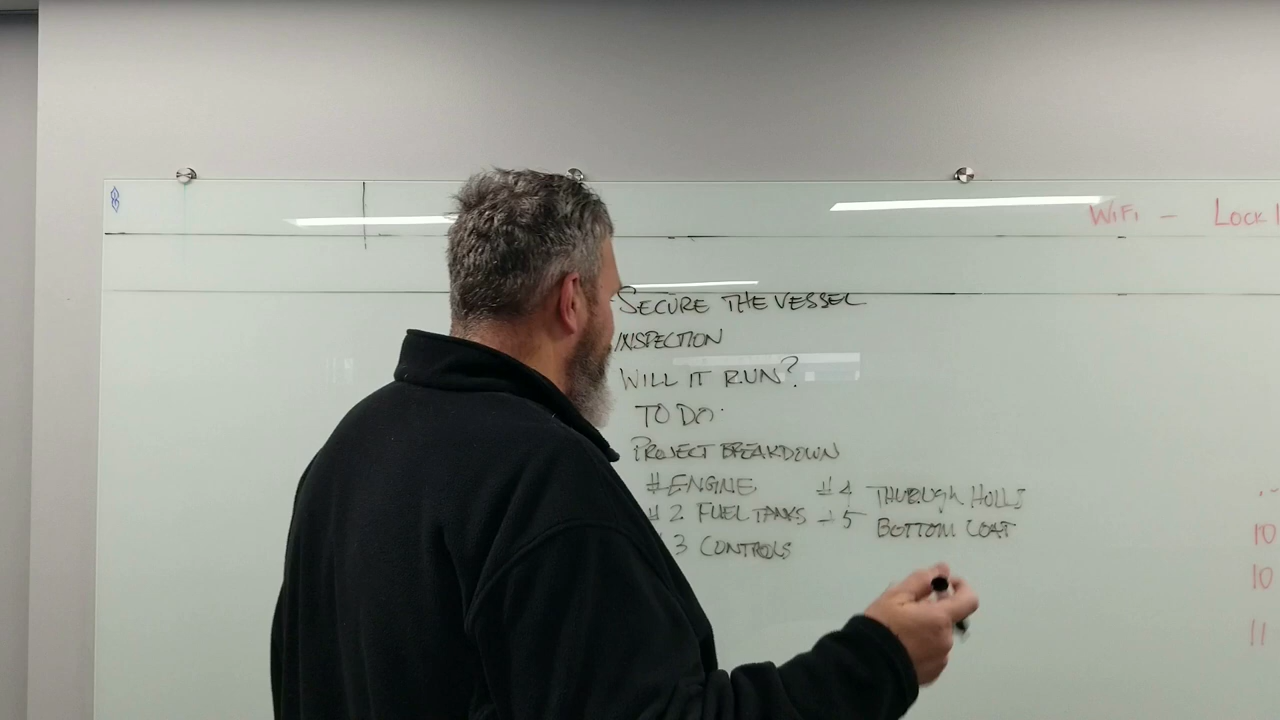 WIFI - LOCK
SECURE THE VESSEL
INSPECTION
WILL IT RUN?
TO DO:
PROJECT BREAKDOWN
#ENGINE #4 THUROUGH HULLS
# 2 FUEL TANKS #5 BOTTOM COAT
3 CONTROLS
10
10
11